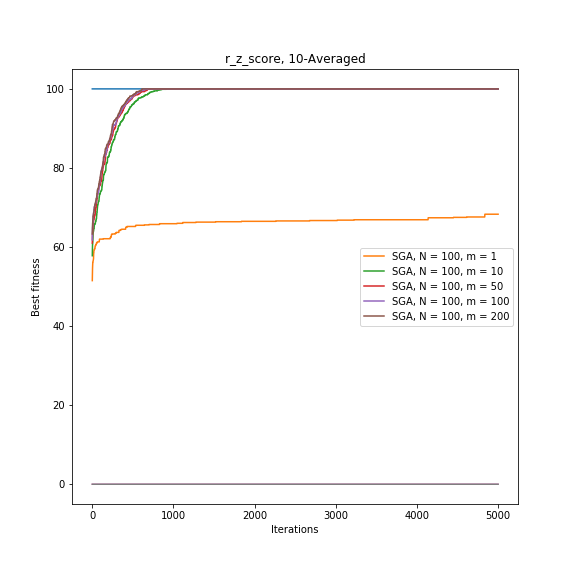 r_z_score, 10-Averaged
Best fitness
100
80
60
40
20
0
SGA, N = 100, m = 1
SGA, N = 100, m = 10
SGA, N = 100, m = 50
SGA, N = 100, m = 100
SGA, N = 100, m = 200
0 1000 2000 3000 4000 5000
Iterations